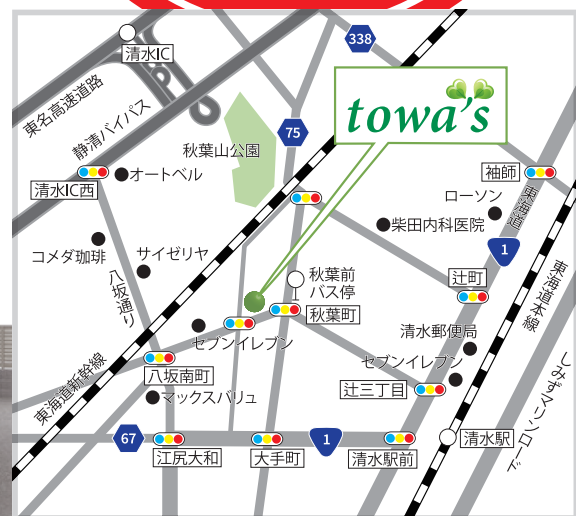 338
清水IC
東名高速道路
towa's
静清バイパス
75
秋葉山公園
袖師
清水IC西
オートベル
ローソン
東海道
柴田内科医院
1
コメダ珈琲
サイゼリヤ
八坂通り
秋葉前
バス停
辻町
東海道本線
秋葉町
清水郵便局
セブンイレブン
セブンイレブン
東海道新幹線
八坂南町
辻三丁目
しみずマリンロード
マックスバリュ
67
1
清水駅
江尻大和
大手町
清水駅前